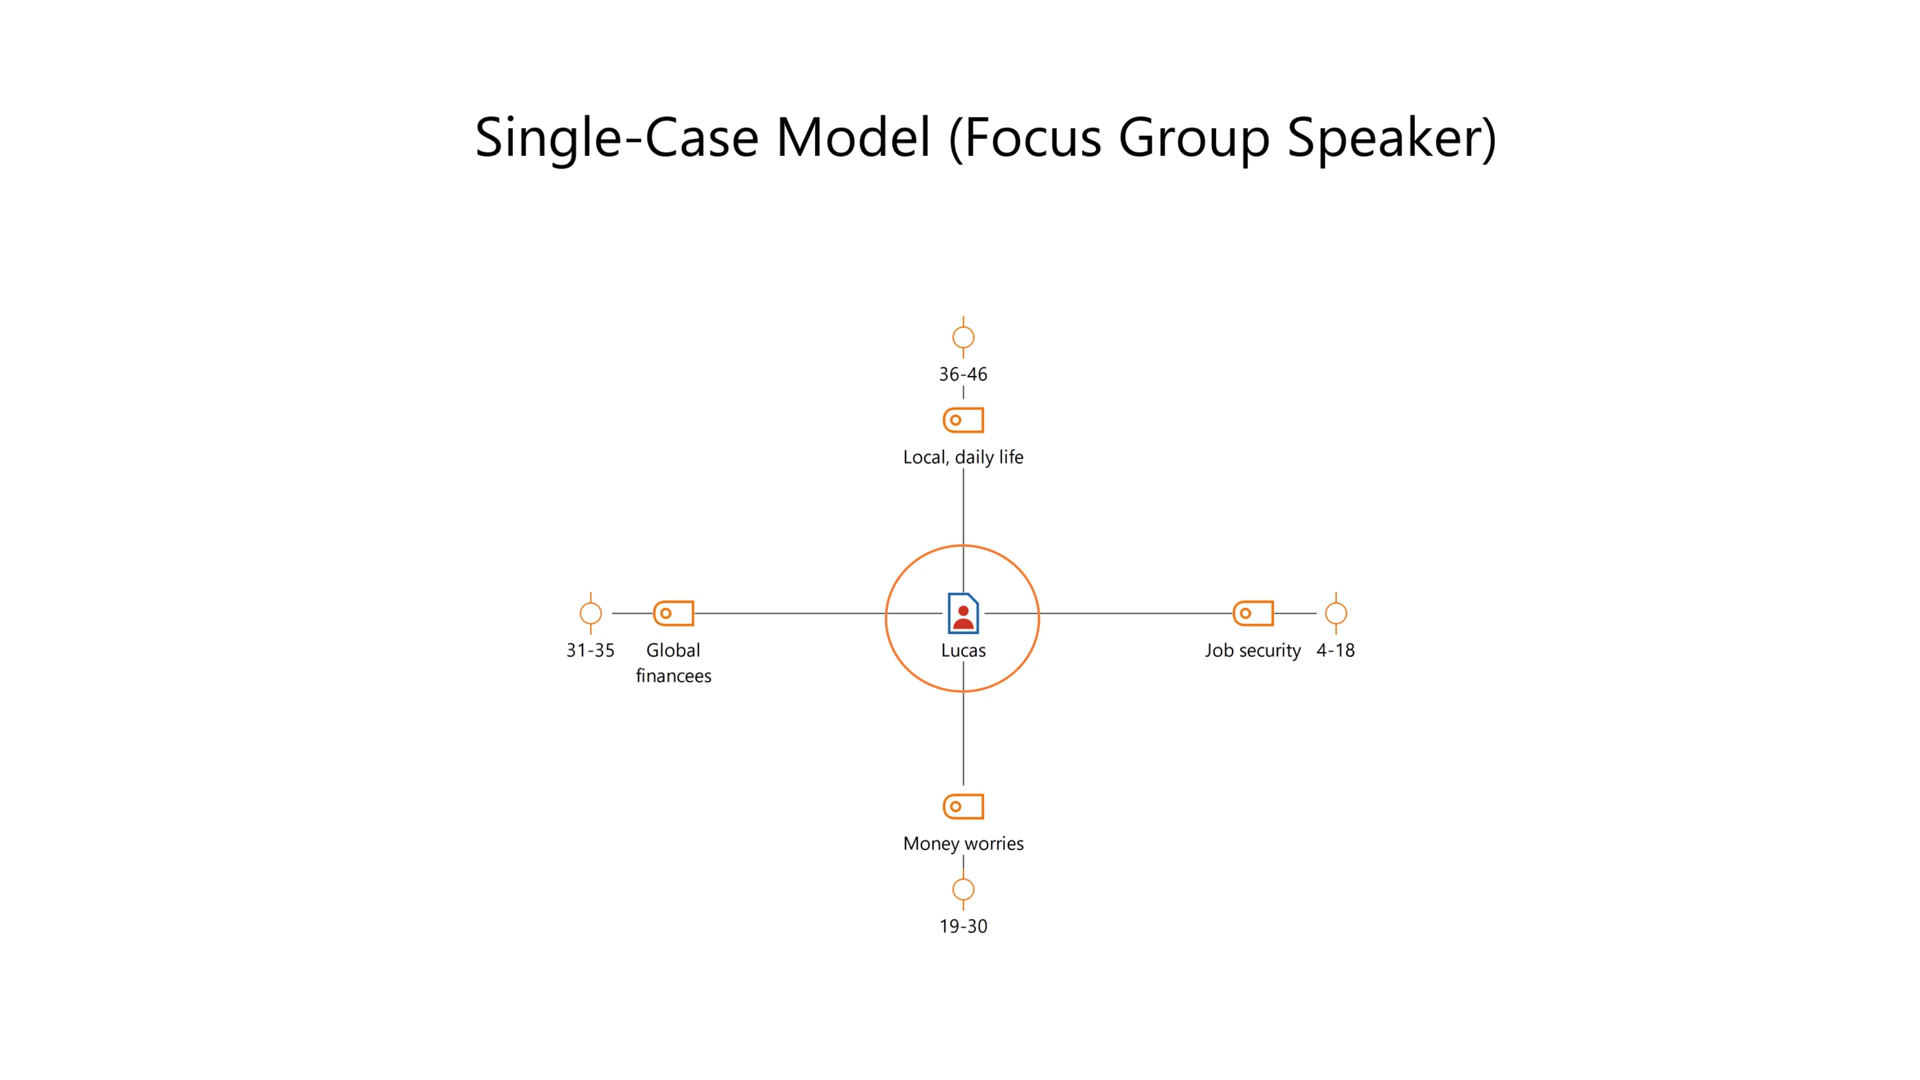 Single-Case Model (Focus Group Speaker)
36-46
Local, daily life
31-35
Global
financees
Lucas
Job security
4-18
Money worries
19-30